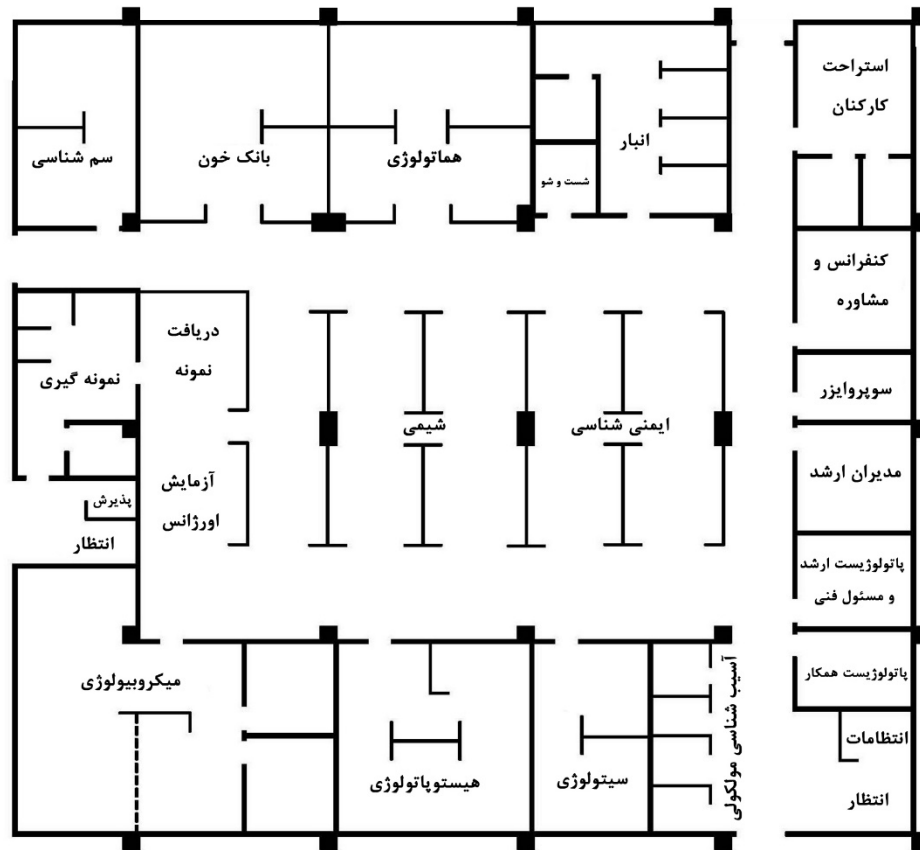 استراحت
کارکنان
انبار
هماتولوژی
بانک خون
سم شناسی
شست و شو
کنفرانس و
مشاوره
دریافت
نمونه
نمونه گیری
سوپروایزر
ایمنی شناسی
شیمی
مدیران ارشد
آزمایش
اورژانس
پذیرش
انتظار
پاتولوژیست ارشد
و مسئول فنی
پاتولوژیست همکار
میکروبیولوژی
هیستوپاتولوژی
سیتولوژی
آسیب شناسی مولکولی
انتظامات
انتظار